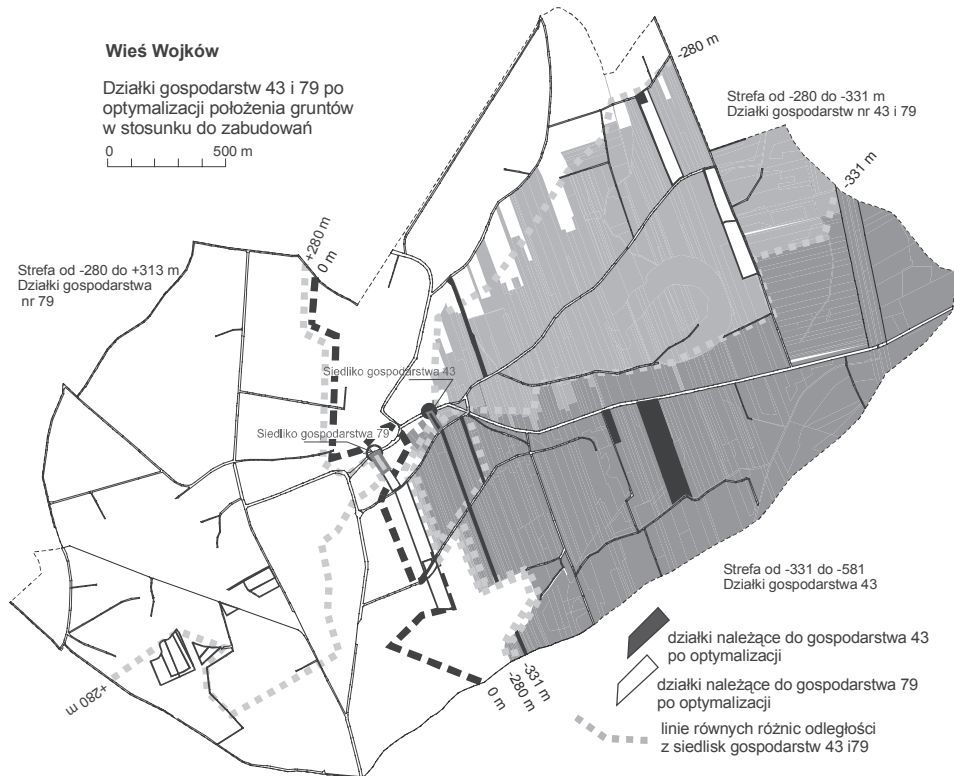 Wieś Wojków
Działki gospodarstw 43 i 79 po
optymalizacji położenia gruntów
w stosunku do zabudowań
0 500 m
-280 m
Strefa od -280 do -331 m
Działki gospodarstw nr 43 i 79
-331 m
+280 m
0 m
Strefa od -280 do +313 m
Działki gospodarstwa
nr 79
Siedliko gospodarstwa 43
Siedliko gospodarstwa 79
Strefa od -331 do -581
Działki gospodarstwa 43
+280 m
0 m
-280 m
-331 m
działki należące do gospodarstwa 43
po optymalizacji
działki należące do gospodarstwa 79
po optymalizacji
linie równych różnic odległości
z siedlisk gospodarstw 43 i79